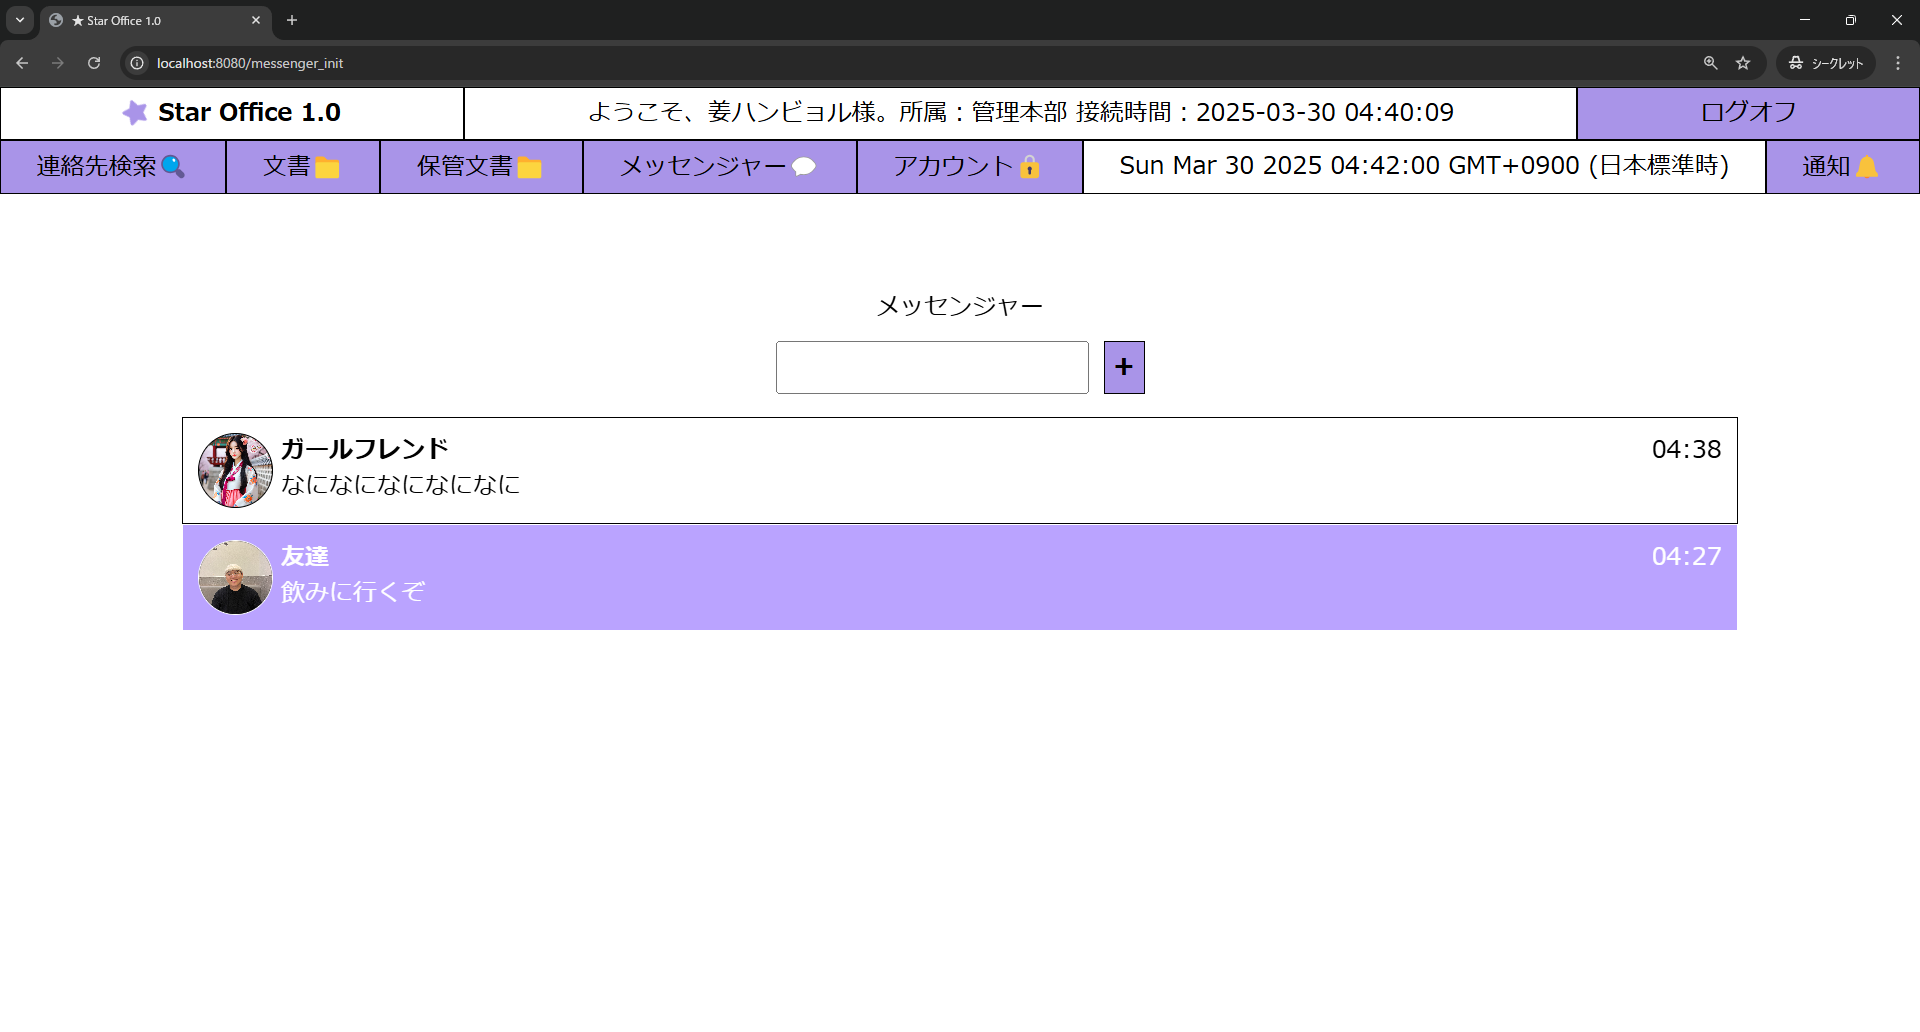 ★ Star Office 1.0
localhost:8080/messenger_init
シークレット
Star Office 1.0
ようこそ、姜ハンビョル様。所属：管理本部 接続時間：2025-03-30 04:40:09
ログオフ
連絡先検索🔍
文書📁
保管文書📁
メッセンジャー💬
アカウント🔒
Sun Mar 30 2025 04:42:00 GMT+0900 (日本標準時)
通知🔔
メッセンジャー
+
ガールフレンド
04:38
なになになになになに
友達
04:27
飲みに行くぞ